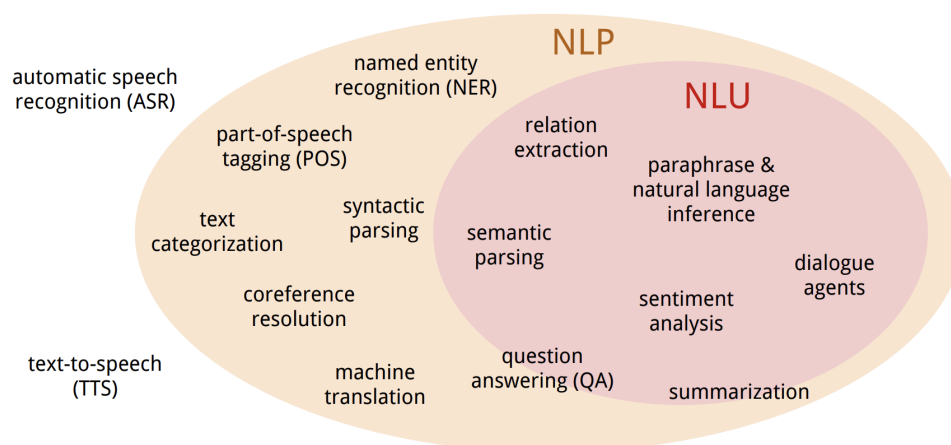 NLP
NLU
automatic speech
recognition (ASR)
named entity
recognition (NER)
part-of-speech
tagging (POS)
relation
extraction
paraphrase &
natural language
inference
text
categorization
syntactic
parsing
semantic
parsing
dialogue
agents
coreference
resolution
sentiment
analysis
text-to-speech
(TTS)
machine
translation
question
answering (QA)
summarization